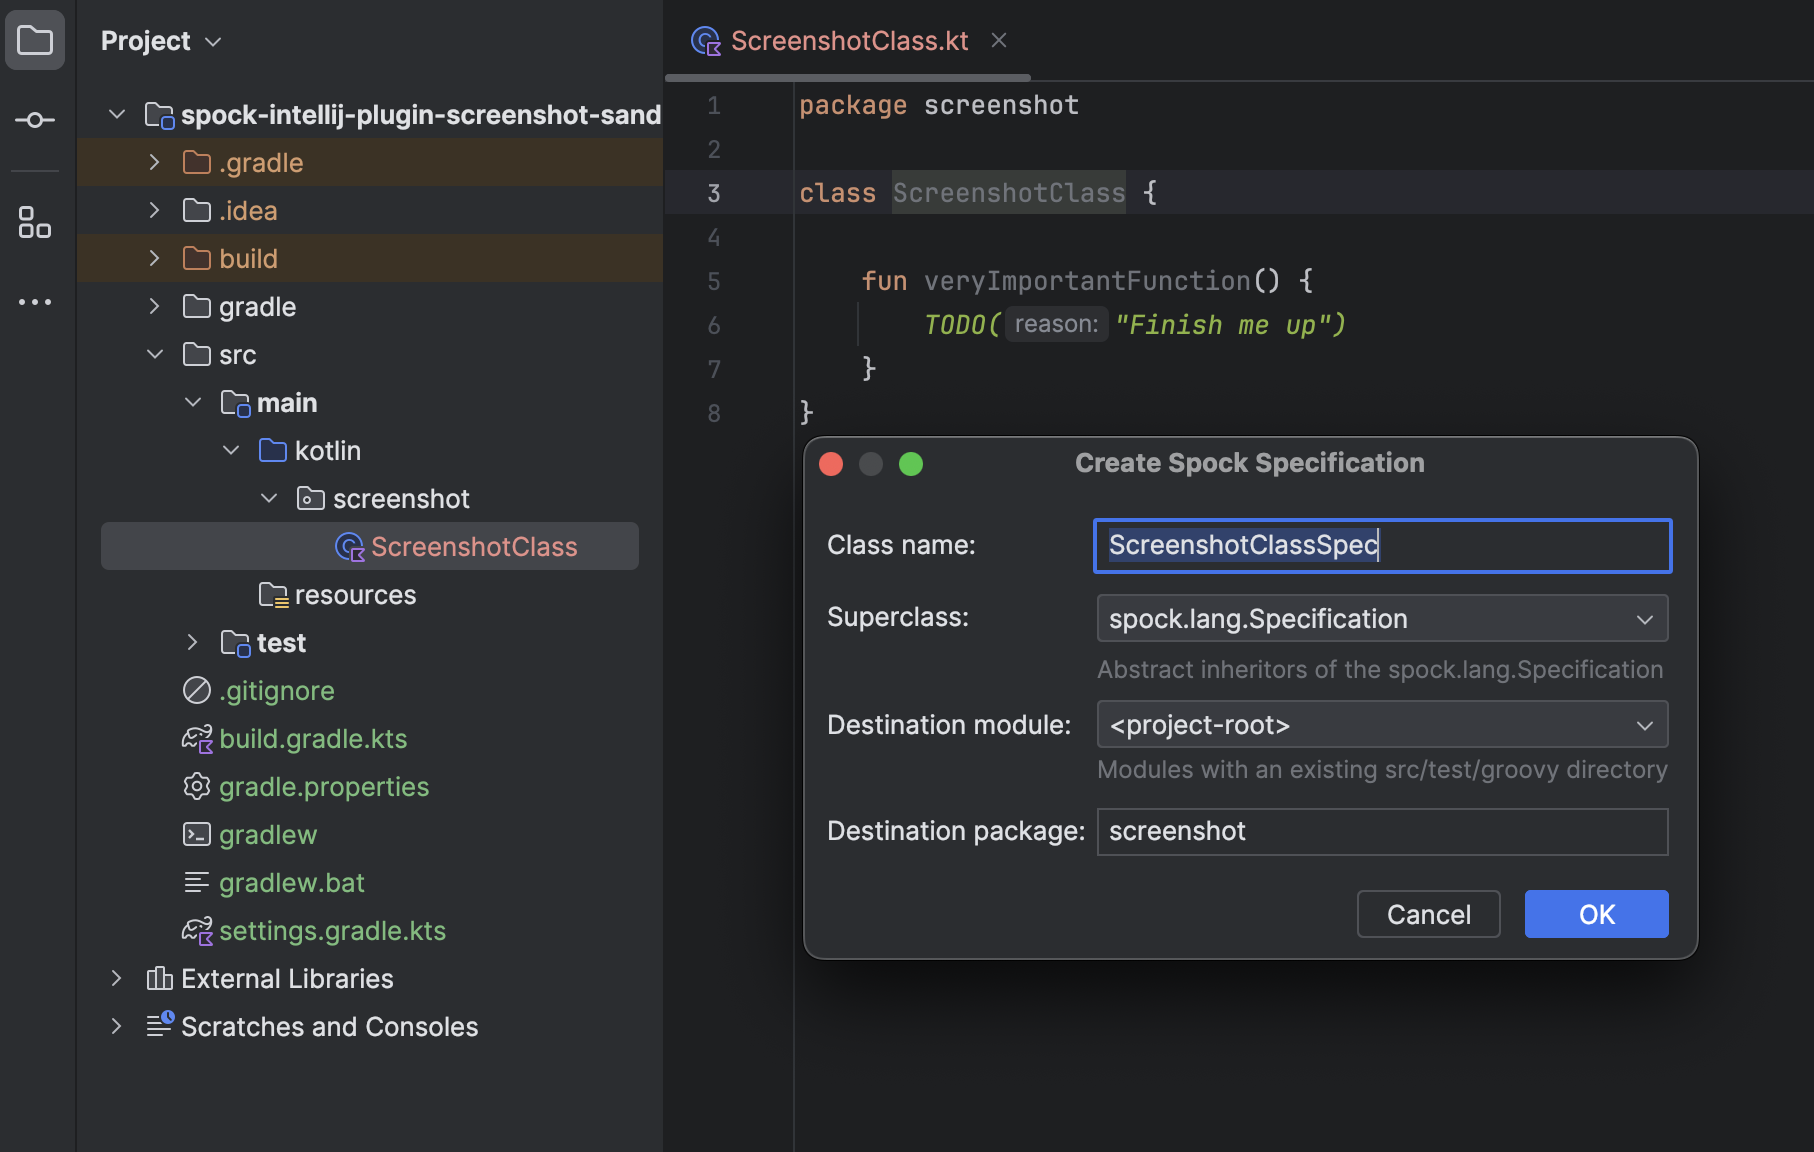 Project
spock-intellij-plugin-screenshot-sand
.gradle
.idea
build
gradle
src
main
kotlin
screenshot
ScreenshotClass
resources
test
.gitignore
build.gradle.kts
gradle.properties
gradlew
gradlew.bat
settings.gradle.kts
External Libraries
Scratches and Consoles
ScreenshotClass.kt
1 package screenshot
2
3 class ScreenshotClass {
4
5 fun veryImportantFunction() {
6 TODO( reason: "Finish me up")
7 }
8 }
Create Spock Specification
Class name: ScreenshotClassSpec
Superclass: spock.lang.Specification
Abstract inheritors of the spock.lang.Specification
Destination module: <project-root>
Modules with an existing src/test/groovy directory
Destination package: screenshot
Cancel OK